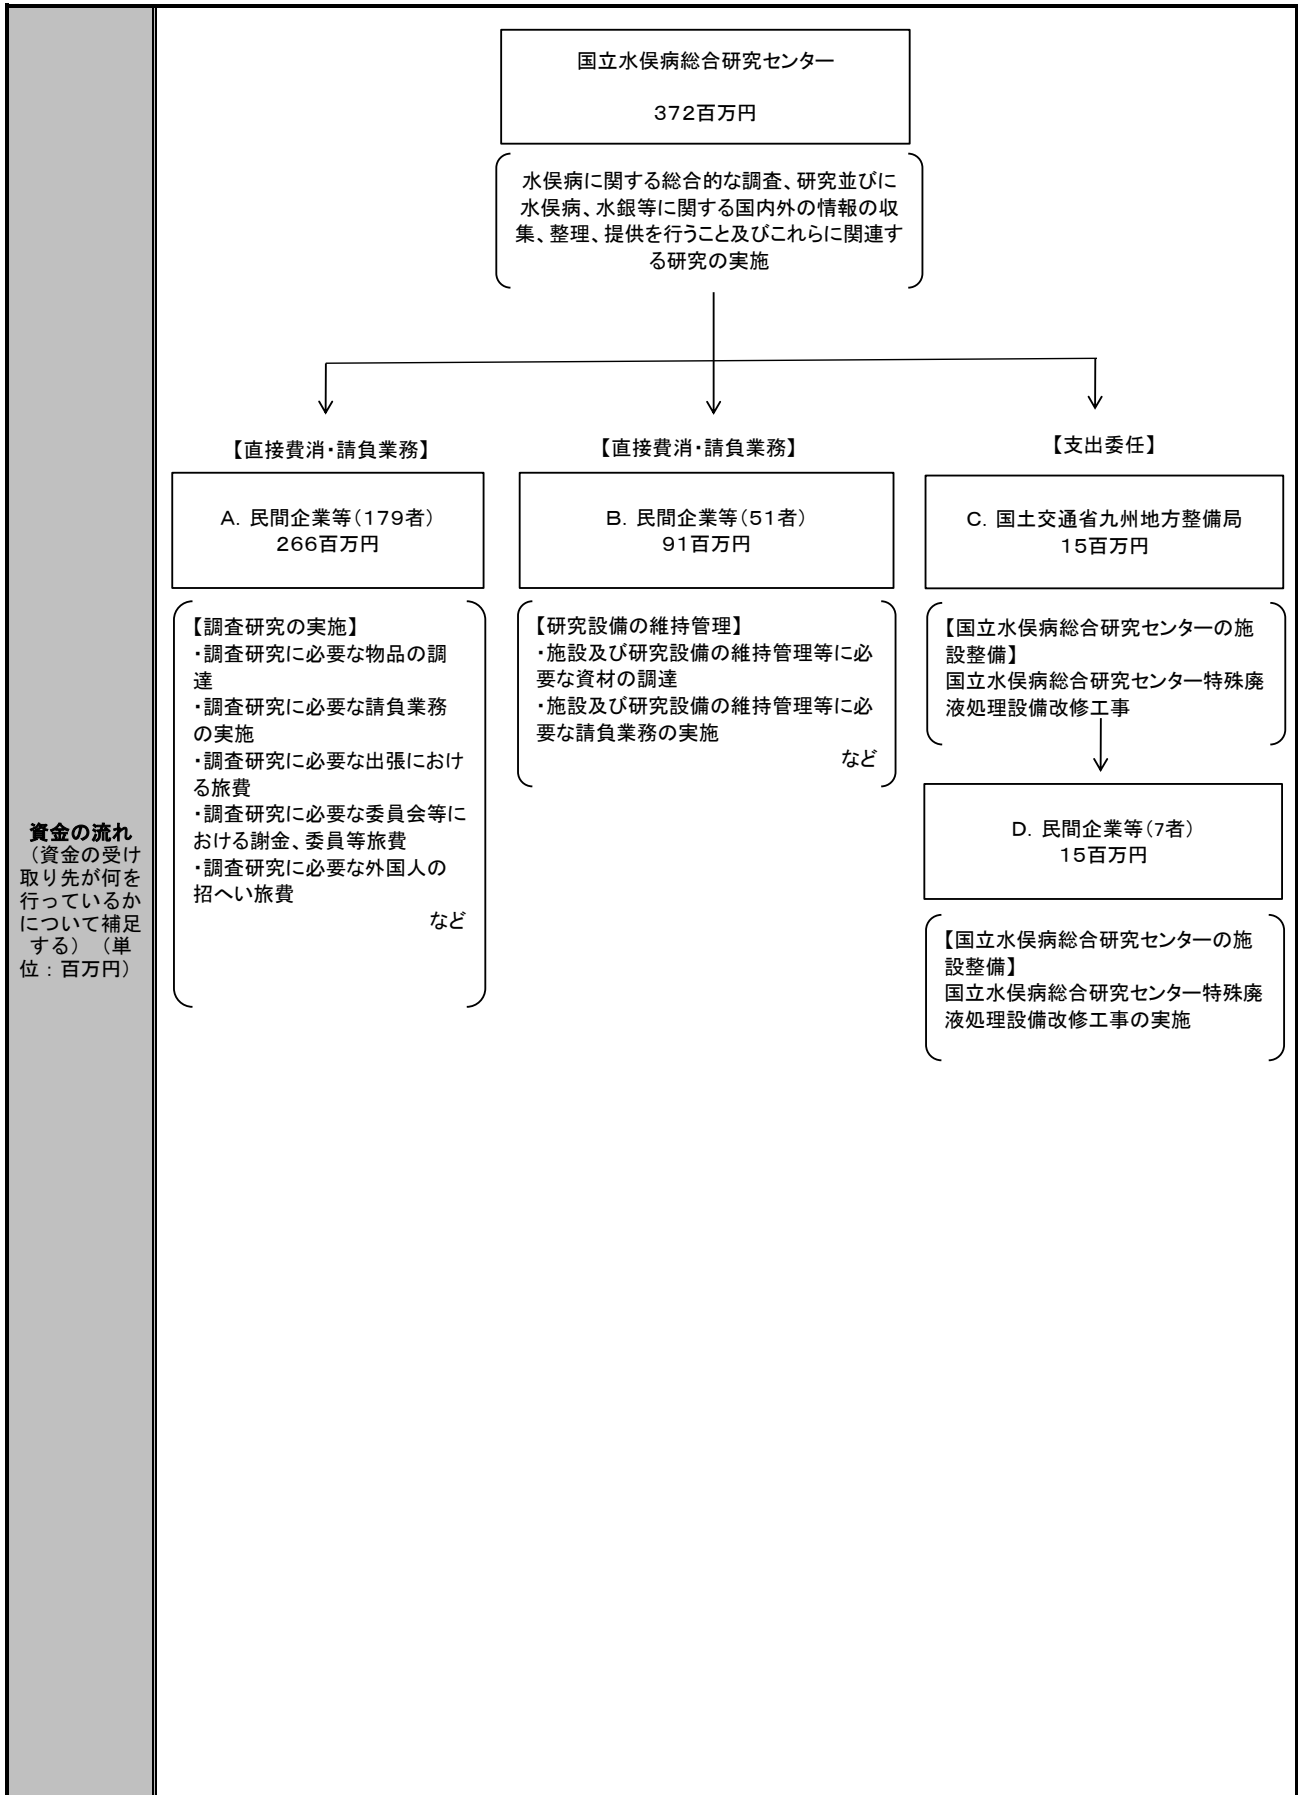 国立水俣病総合研究センター
372百万円
水俣病に関する総合的な調査、研究並びに
水俣病、水銀等に関する国内外の情報の収
集、整理、提供を行うこと及びこれらに関連す
る研究の実施
【直接費消・請負業務】
A. 民間企業等(179者)
266百万円
【調査研究の実施】
・調査研究に必要な物品の調
達
・調査研究に必要な請負業務
の実施
・調査研究に必要な出張におけ
る旅費
・調査研究に必要な委員会等に
おける謝金、委員等旅費
・調査研究に必要な外国人の
招へい旅費
など
【直接費消・請負業務】
B. 民間企業等(51者)
91百万円
【研究設備の維持管理】
・施設及び研究設備の維持管理等に必
要な資材の調達
・施設及び研究設備の維持管理等に必
要な請負業務の実施
など
【支出委任】
C. 国土交通省九州地方整備局
15百万円
【国立水俣病総合研究センターの施
設整備】
国立水俣病総合研究センター特殊廃
液処理設備改修工事
D. 民間企業等(7者)
15百万円
【国立水俣病総合研究センターの施
設整備】
国立水俣病総合研究センター特殊廃
液処理設備改修工事の実施
資金の流れ
(資金の受け
取り先が何を
行っているか
について補足
する) (単
位:百万円)